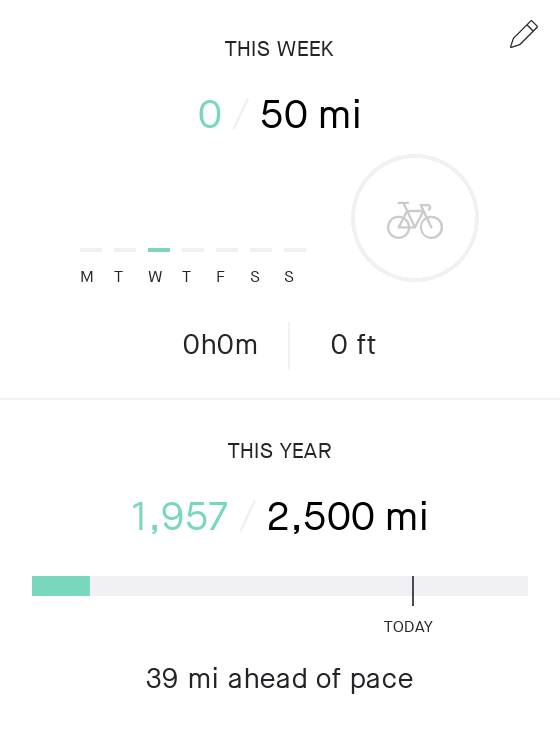 THIS WEEK
0 / 50 mi
M T W T F S S
0h0m 0 ft
THIS YEAR
1,957 / 2,500 mi
TODAY
39 mi ahead of pace